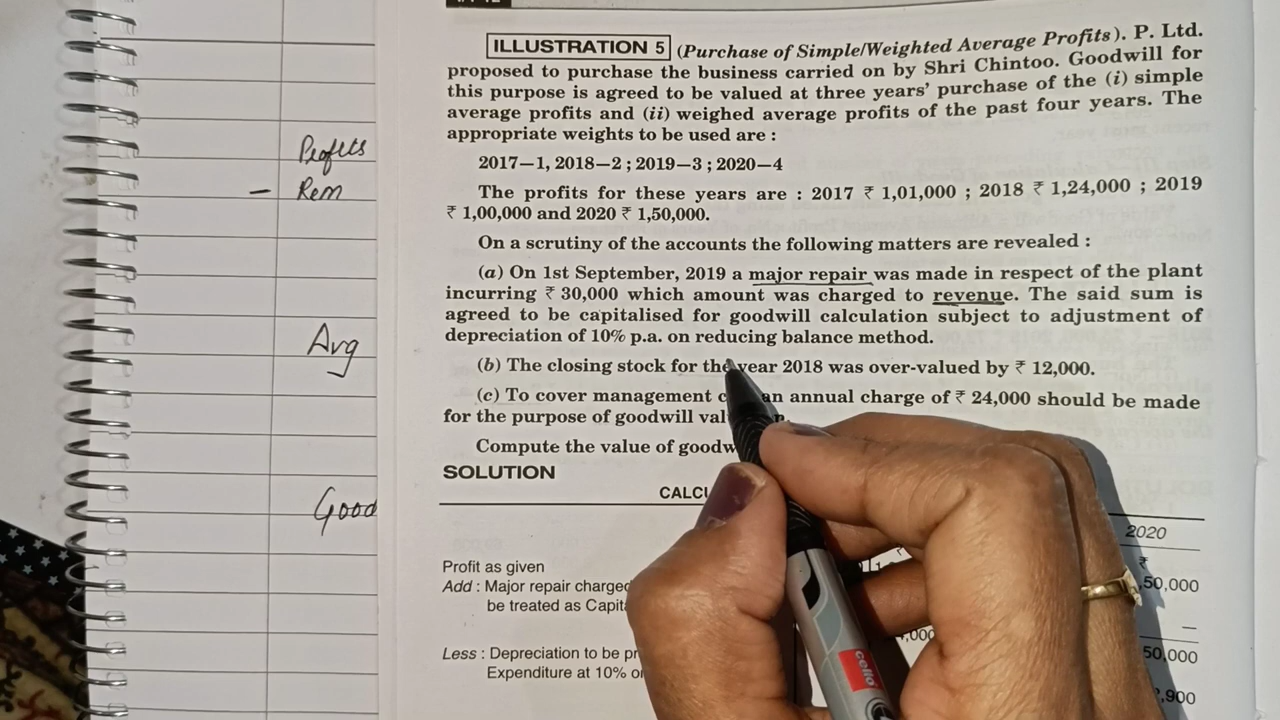 Profits
– Rem
Avg
Good
ILLUSTRATION 5 (Purchase of Simple/Weighted Average Profits). P. Ltd.
proposed to purchase the business carried on by Shri Chintoo. Goodwill for
this purpose is agreed to be valued at three years' purchase of the (i) simple
average profits and (ii) weighed average profits of the past four years. The
appropriate weights to be used are :
2017–1, 2018–2 ; 2019–3 ; 2020–4
The profits for these years are : 2017 ₹ 1,01,000 ; 2018 ₹ 1,24,000 ; 2019
₹ 1,00,000 and 2020 ₹ 1,50,000.
On a scrutiny of the accounts the following matters are revealed :
(a) On 1st September, 2019 a major repair was made in respect of the plant
incurring ₹ 30,000 which amount was charged to revenue. The said sum is
agreed to be capitalised for goodwill calculation subject to adjustment of
depreciation of 10% p.a. on reducing balance method.
(b) The closing stock for the year 2018 was over-valued by ₹ 12,000.
(c) To cover management an annual charge of ₹ 24,000 should be made
for the purpose of goodwill
Compute the value of
SOLUTION
2020
Profit as given ₹
Add : Major repair charged ,50,000
be treated as –
Less : Depreciation to be 50,000
Expenditure at 10% ,900
cello